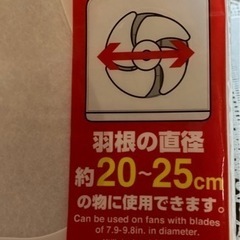 羽根の直径
約20~25cm
の物に使用できます。
Can be used on fans with blades
of 7.9-9.8in. in diameter.